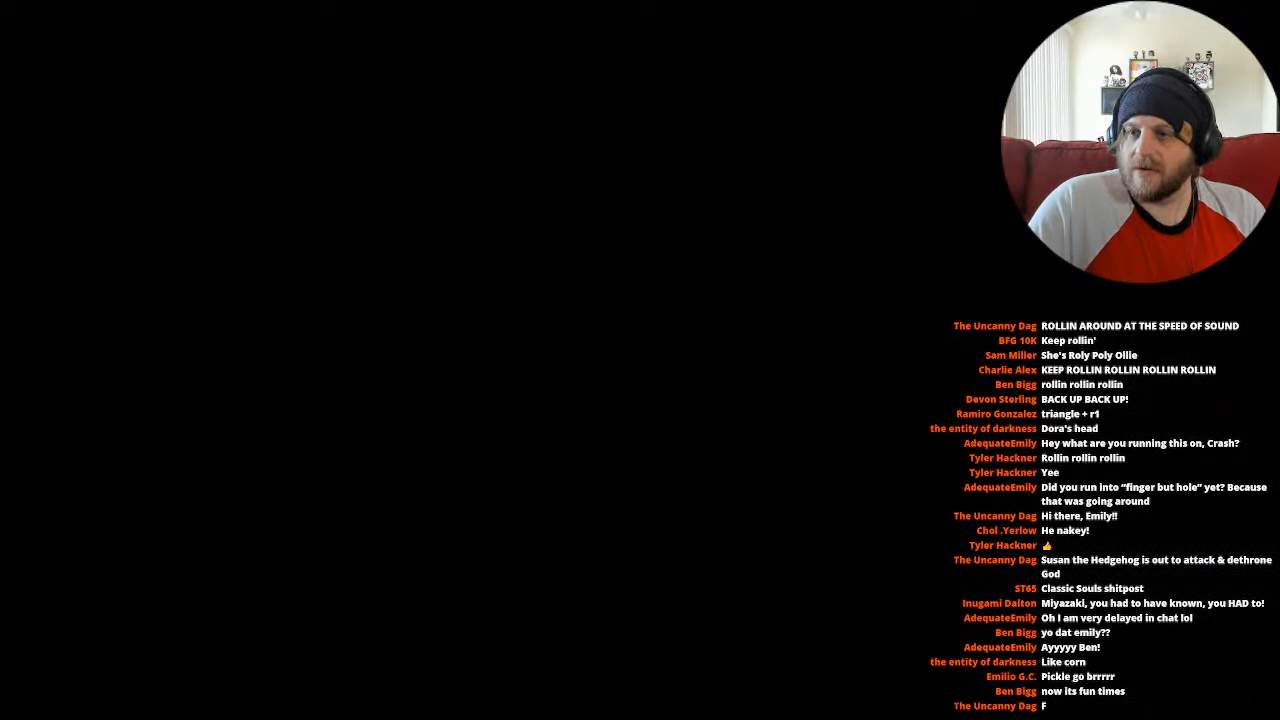 The Uncanny Dag ROLLIN AROUND AT THE SPEED OF SOUND
BFG 10K Keep rollin'
Sam Miller She's Roly Poly Ollie
Charlie Alex KEEP ROLLIN ROLLIN ROLLIN ROLLIN
Ben Bigg rollin rollin rollin
Devon Sterling BACK UP BACK UP!
Ramiro Gonzalez triangle + r1
the entity of darkness Dora's head
AdequateEmily Hey what are you running this on, Crash?
Tyler Hackner Rollin rollin rollin
Tyler Hackner Yee
AdequateEmily Did you run into “finger but hole” yet? Because
that was going around
The Uncanny Dag Hi there, Emily!!
Chol .Yerlow He nakey!
Tyler Hackner 👍
The Uncanny Dag Susan the Hedgehog is out to attack & dethrone
God
ST65 Classic Souls shitpost
Inugami Dalton Miyazaki, you had to have known, you HAD to!
AdequateEmily Oh I am very delayed in chat lol
Ben Bigg yo dat emily??
AdequateEmily Ayyyyy Ben!
the entity of darkness Like corn
Emilio G.C. Pickle go brrrrr
Ben Bigg now its fun times
The Uncanny Dag F